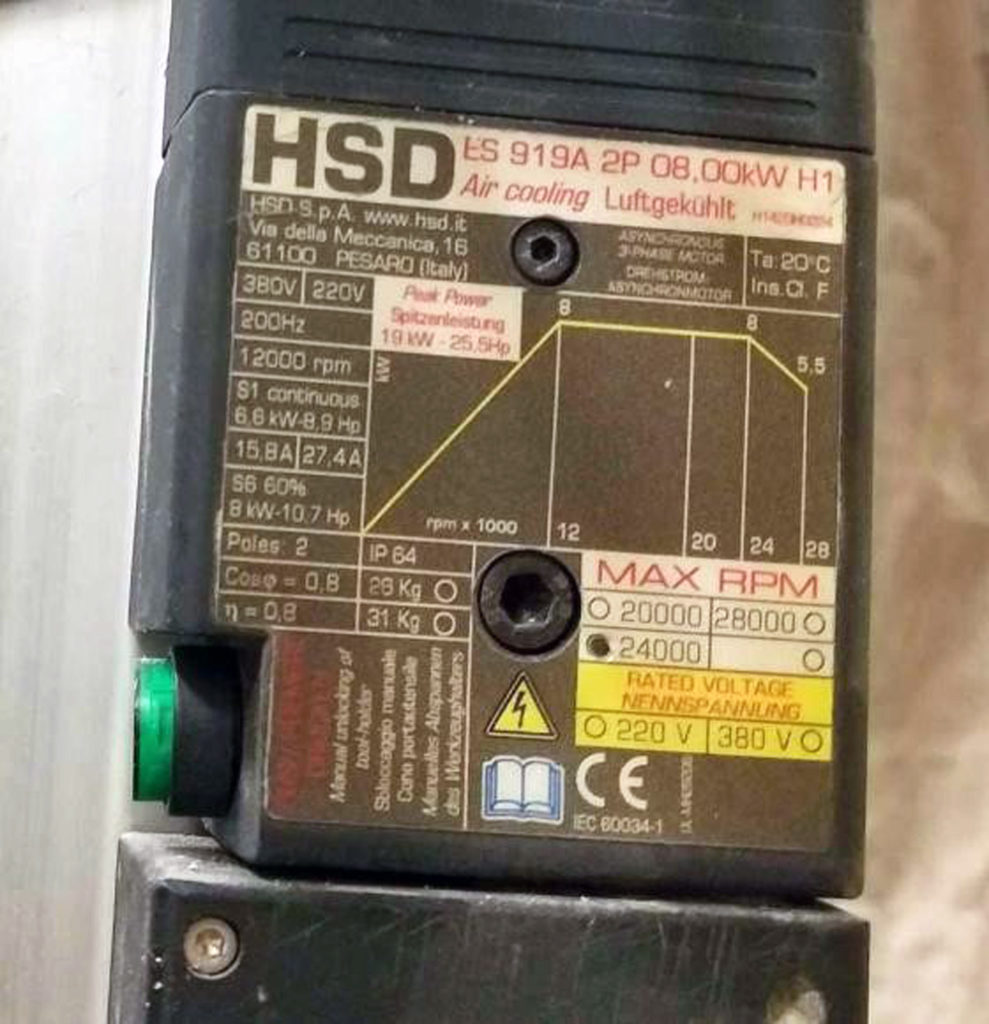 HSD
ES 919A 2P 08,00kW H1
Air cooling Luftgekühlt
HSD S.p.A. www.hsd.it
Via della Meccanica, 16
61100 PESARO (Italy)
ASYNCHRONOUS
3-PHASE MOTOR
DREHSTROM-
ASYNCHRONMOTOR
Ta: 20°C
Ins.Cl. F
380V 220V
200Hz
12000 rpm
S1 continuous
6,6 kW-8,9 Hp
15,8A 27,4A
S6 60%
8 kW-10,7 Hp
Poles: 2
Cosφ = 0,8
η = 0,8
IP 64
26 Kg
31 Kg
Peak Power
Spitzenleistung
19 kW - 25,5Hp
kW
8
8
5,5
rpm x 1000
12
20
24
28
MAX RPM
20000 28000
24000
RATED VOLTAGE
NENNSPANNUNG
220 V 380 V
Manual unlocking of
tool-holder
Sbloccaggio manuale
Cono portautensile
Manuelles Abspannen
des Werkzeughalters
CE
IEC 60034-1